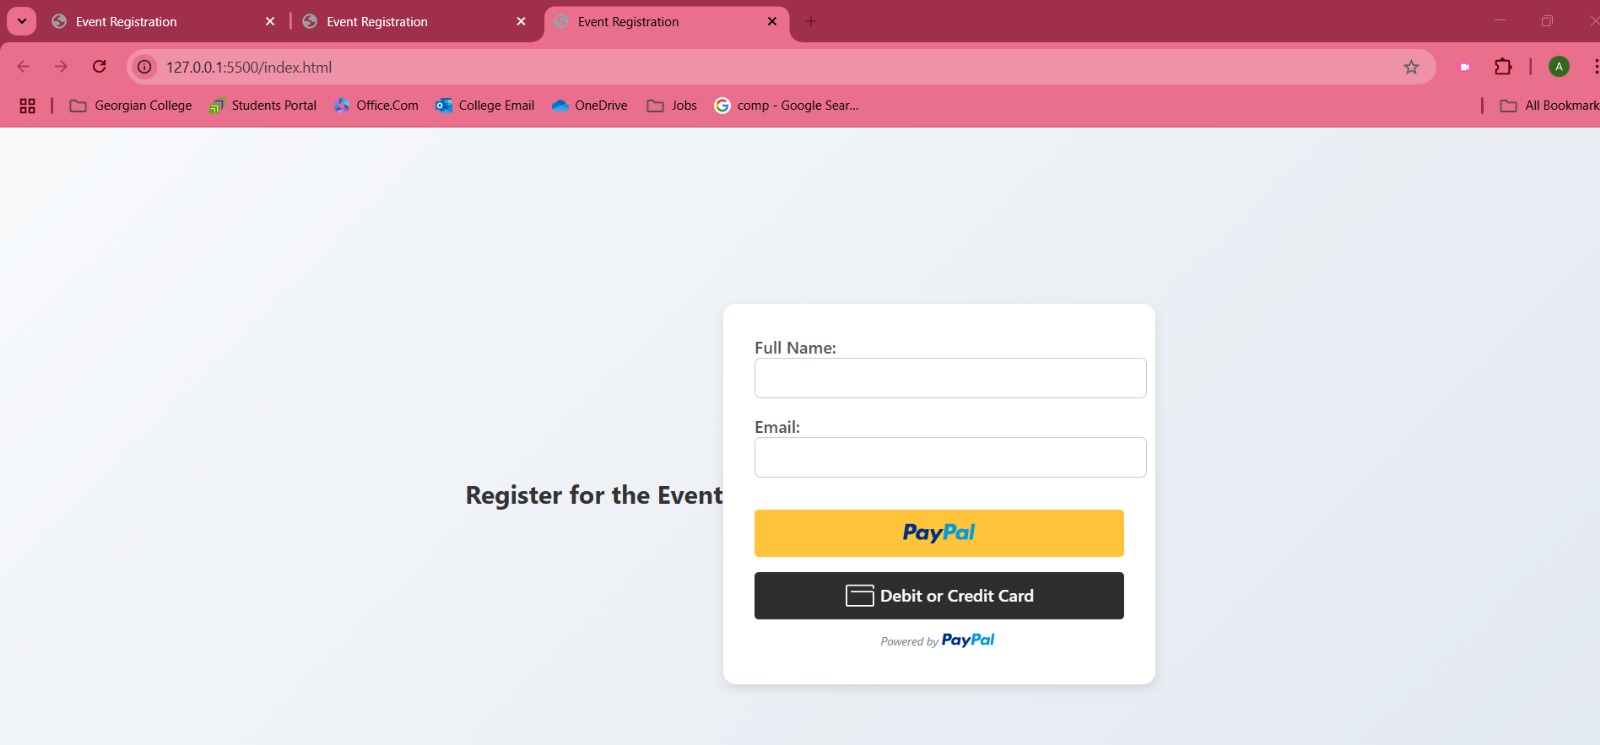 Event Registration
Event Registration
Event Registration
127.0.0.1:5500/index.html
A
Georgian College
Students Portal
Office.Com
College Email
OneDrive
Jobs
comp - Google Sear...
All Bookmark
Full Name:
Email:
Register for the Event
PayPal
Debit or Credit Card
Powered by PayPal